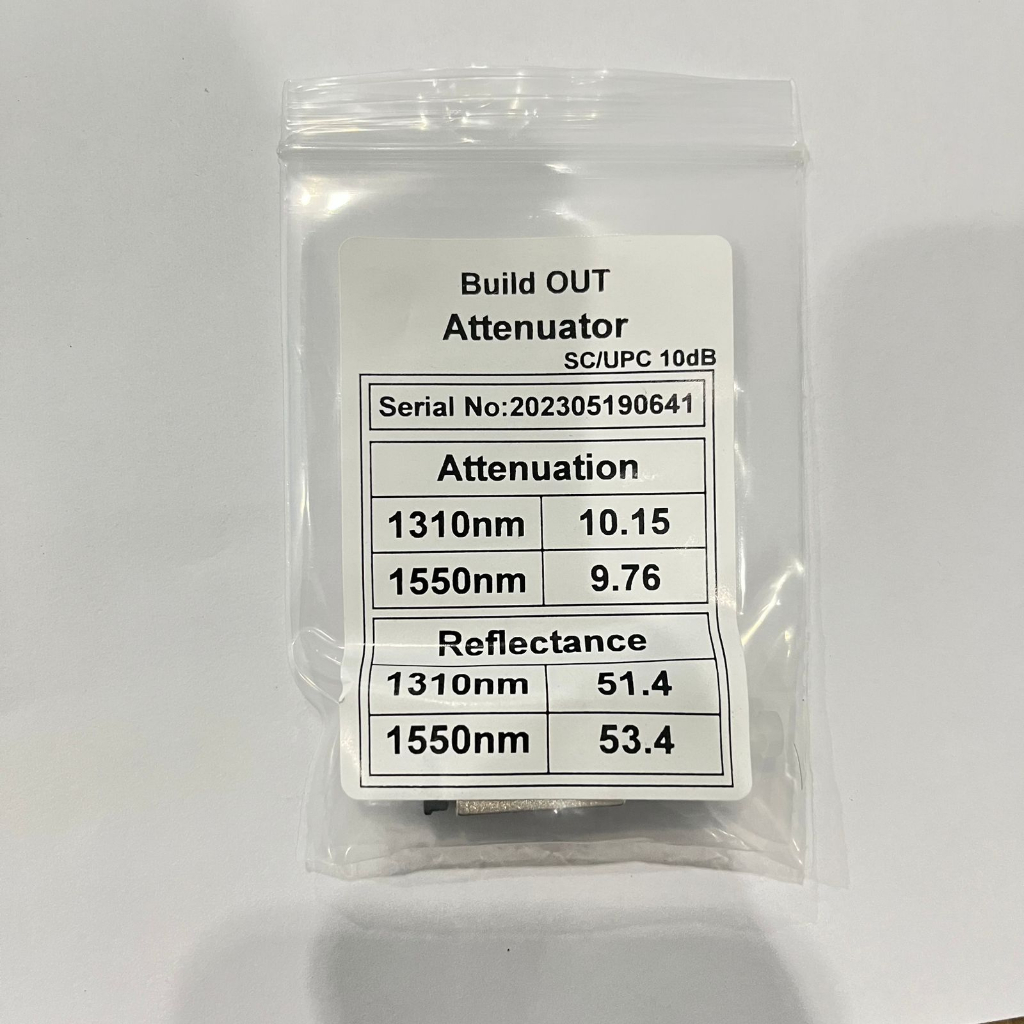 Build OUT
Attenuator
SC/UPC 10dB
Serial No:202305190641
Attenuation
1310nm 10.15
1550nm 9.76
Reflectance
1310nm 51.4
1550nm 53.4